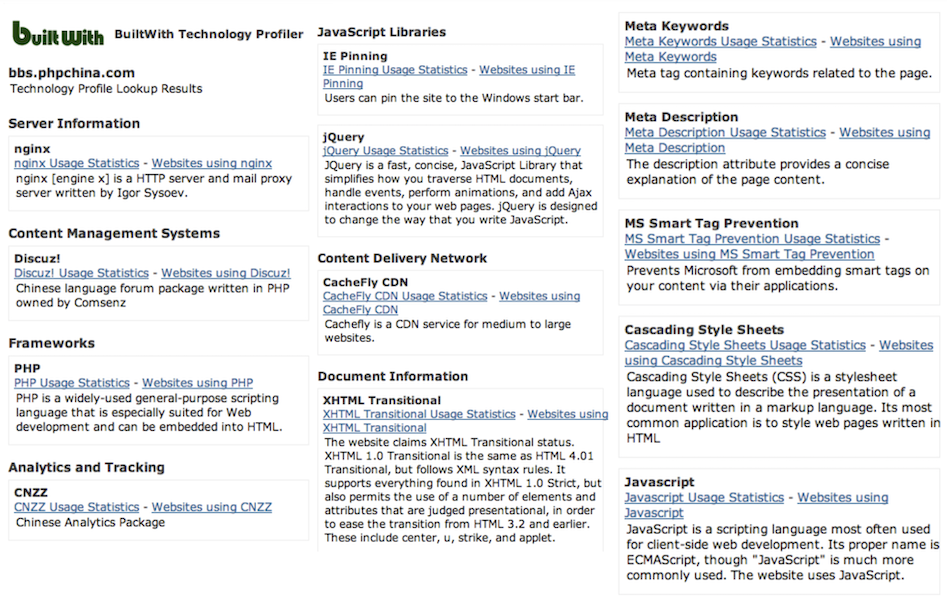 builtwith BuiltWith Technology Profiler
bbs.phpchina.com
Technology Profile Lookup Results
Server Information
nginx
nginx Usage Statistics - Websites using nginx
nginx [engine x] is a HTTP server and mail proxy
server written by Igor Sysoev.
Content Management Systems
Discuz!
Discuz! Usage Statistics - Websites using Discuz!
Chinese language forum package written in PHP
owned by Comsenz
Frameworks
PHP
PHP Usage Statistics - Websites using PHP
PHP is a widely-used general-purpose scripting
language that is especially suited for Web
development and can be embedded into HTML.
Analytics and Tracking
CNZZ
CNZZ Usage Statistics - Websites using CNZZ
Chinese Analytics Package
JavaScript Libraries
IE Pinning
IE Pinning Usage Statistics - Websites using IE
Pinning
Users can pin the site to the Windows start bar.
jQuery
jQuery Usage Statistics - Websites using jQuery
JQuery is a fast, concise, JavaScript Library that
simplifies how you traverse HTML documents,
handle events, perform animations, and add Ajax
interactions to your web pages. jQuery is designed
to change the way that you write JavaScript.
Content Delivery Network
CacheFly CDN
CacheFly CDN Usage Statistics - Websites using
CacheFly CDN
Cachefly is a CDN service for medium to large
websites.
Document Information
XHTML Transitional
XHTML Transitional Usage Statistics - Websites using
XHTML Transitional
The website claims XHTML Transitional status.
XHTML 1.0 Transitional is the same as HTML 4.01
Transitional, but follows XML syntax rules. It
supports everything found in XHTML 1.0 Strict, but
also permits the use of a number of elements and
attributes that are judged presentational, in order
to ease the transition from HTML 3.2 and earlier.
These include center, u, strike, and applet.
Meta Keywords
Meta Keywords Usage Statistics - Websites using
Meta Keywords
Meta tag containing keywords related to the page.
Meta Description
Meta Description Usage Statistics - Websites using
Meta Description
The description attribute provides a concise
explanation of the page content.
MS Smart Tag Prevention
MS Smart Tag Prevention Usage Statistics -
Websites using MS Smart Tag Prevention
Prevents Microsoft from embedding smart tags on
your content via their applications.
Cascading Style Sheets
Cascading Style Sheets Usage Statistics - Websites
using Cascading Style Sheets
Cascading Style Sheets (CSS) is a stylesheet
language used to describe the presentation of a
document written in a markup language. Its most
common application is to style web pages written in
HTML
Javascript
Javascript Usage Statistics - Websites using
Javascript
JavaScript is a scripting language most often used
for client-side web development. Its proper name is
ECMAScript, though "JavaScript" is much more
commonly used. The website uses JavaScript.